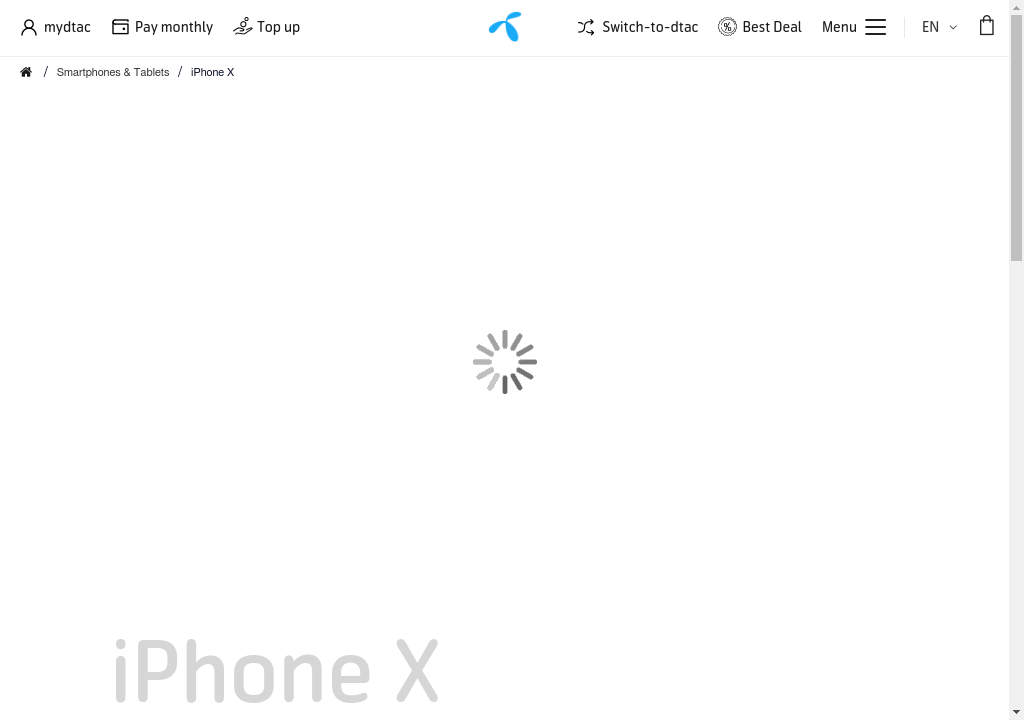 mydtac Pay monthly Top up Switch-to-dtac % Best Deal Menu EN
/ Smartphones & Tablets / iPhone X
iPhone X